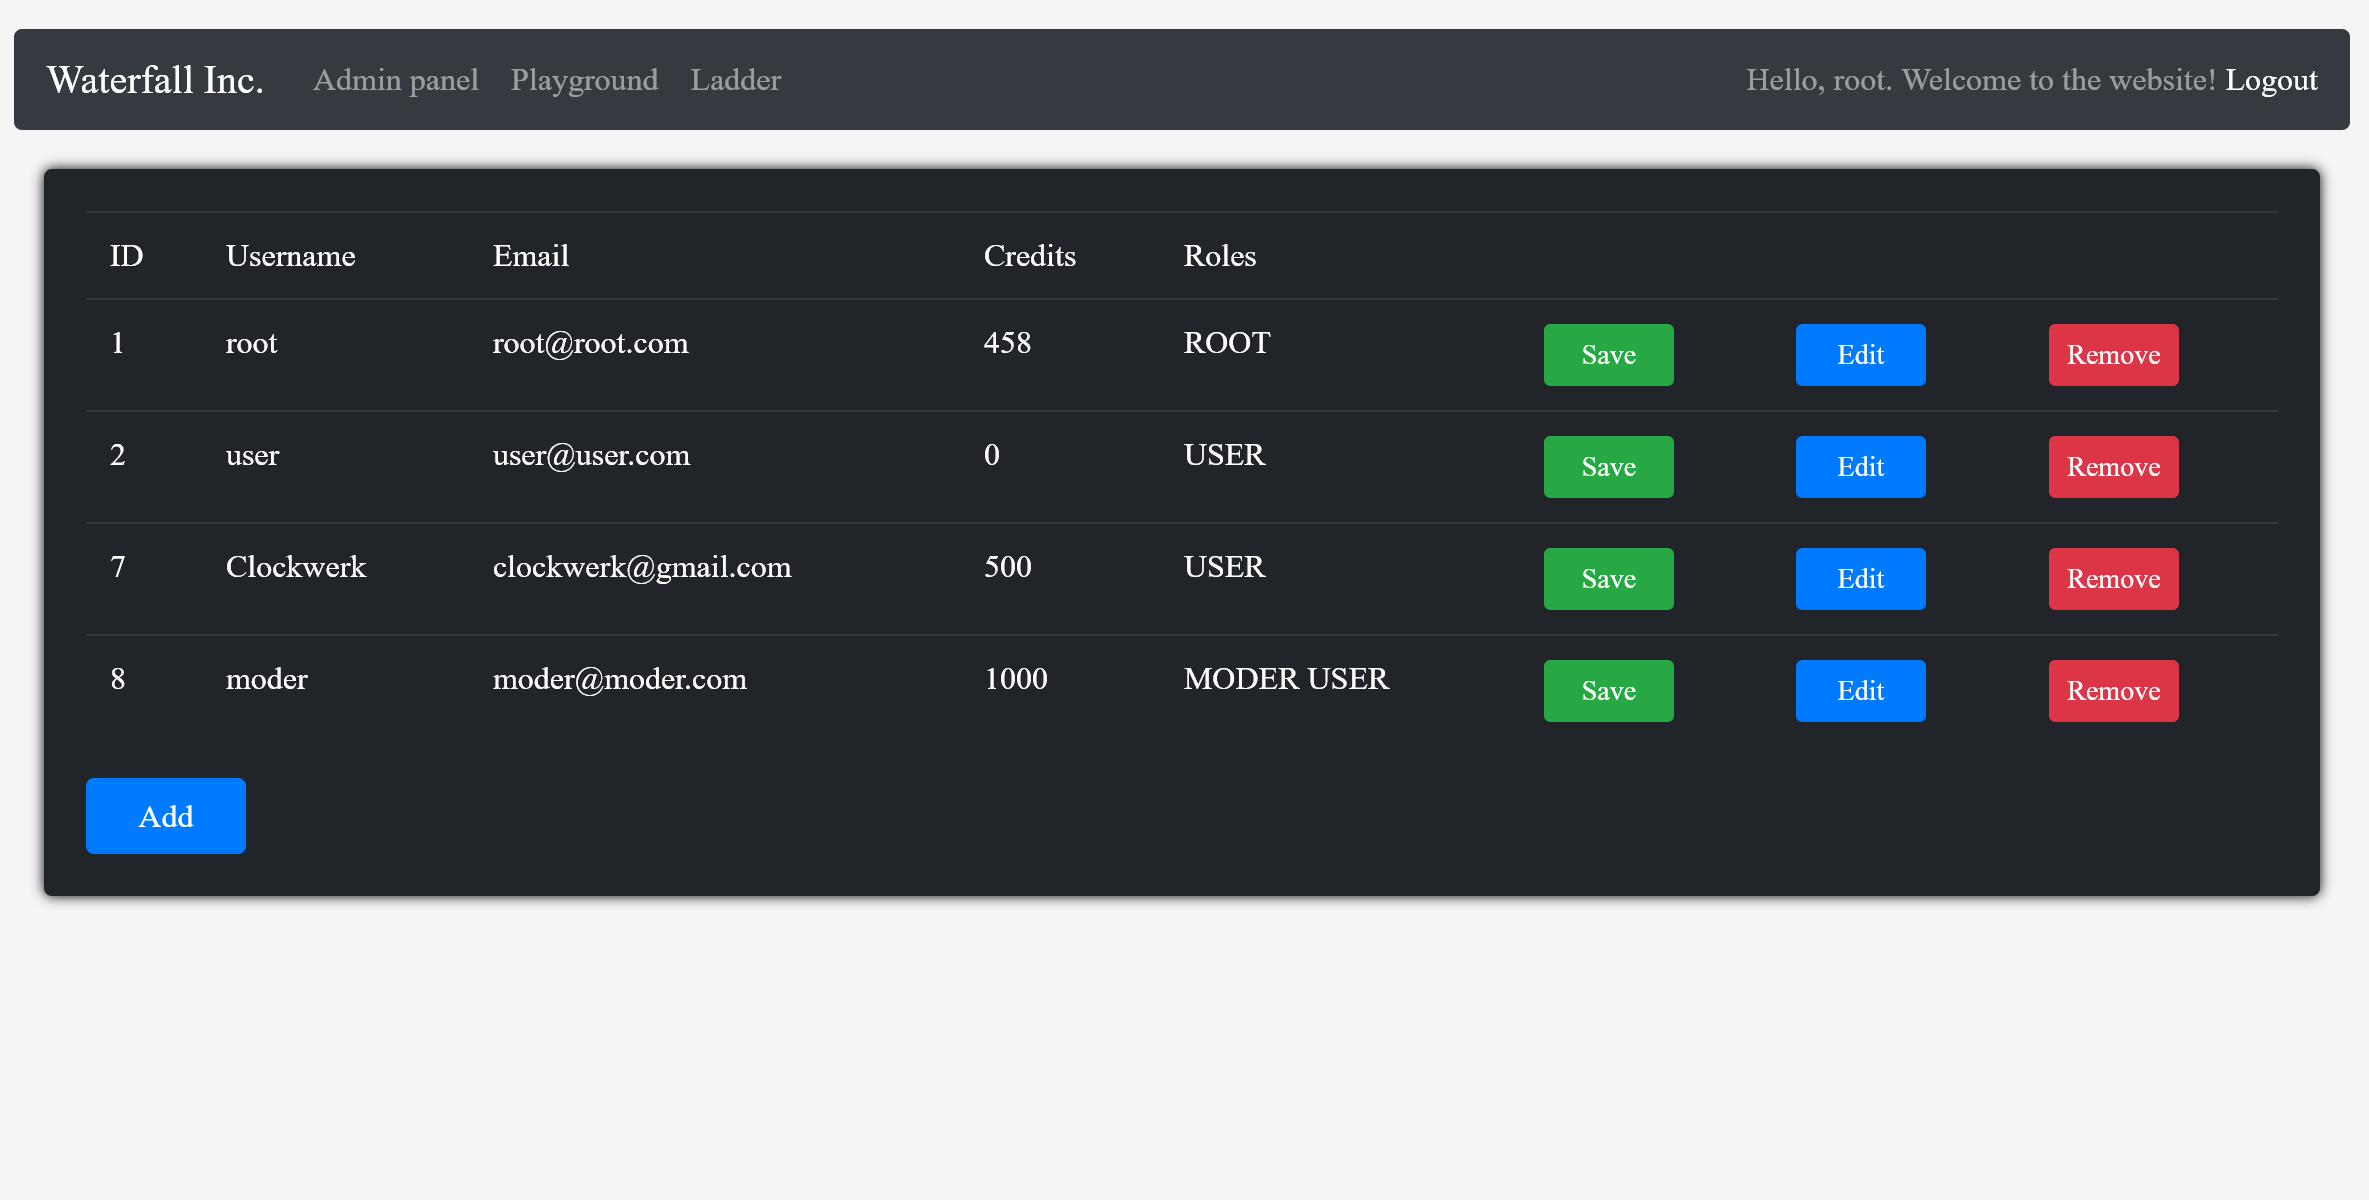 Waterfall Inc. Admin panel Playground Ladder Hello, root. Welcome to the website! Logout
ID Username Email Credits Roles
1 root root@root.com 458 ROOT Save Edit Remove
2 user user@user.com 0 USER Save Edit Remove
7 Clockwerk clockwerk@gmail.com 500 USER Save Edit Remove
8 moder moder@moder.com 1000 MODER USER Save Edit Remove
Add